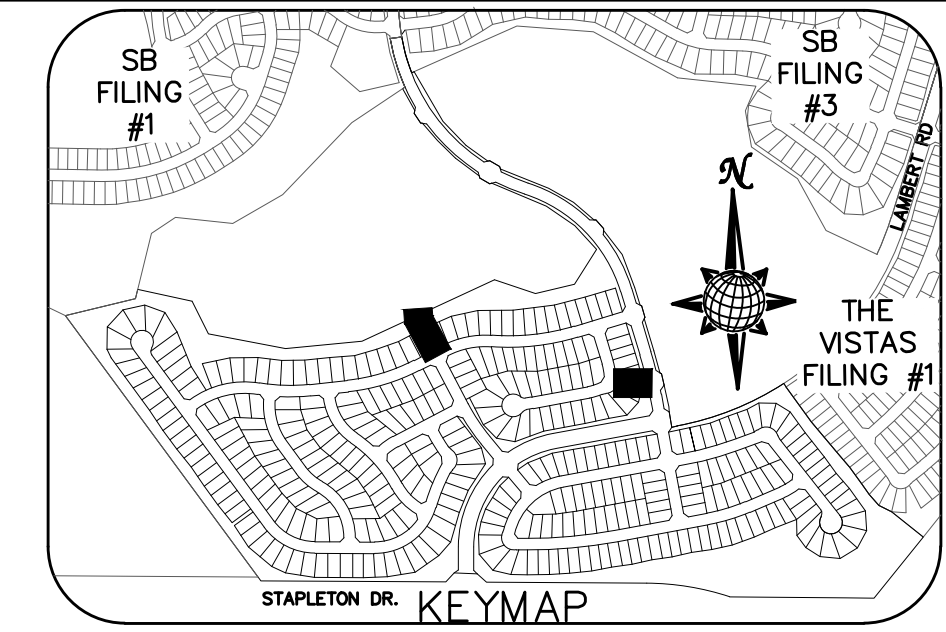 SB
FILING
#1
SB
FILING
#3
LAMBERT RD
N
THE
VISTAS
FILING #1
STAPLETON DR.
KEYMAP